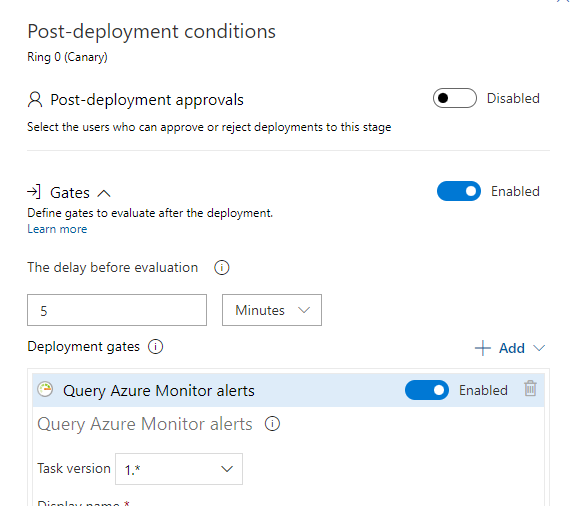 Post-deployment conditions
Ring 0 (Canary)
Post-deployment approvals
Disabled
Select the users who can approve or reject deployments to this stage
Gates
Enabled
Define gates to evaluate after the deployment.
Learn more
The delay before evaluation
5
Minutes
Deployment gates
Add
Query Azure Monitor alerts
Enabled
Query Azure Monitor alerts
Task version
1.*
Display name *